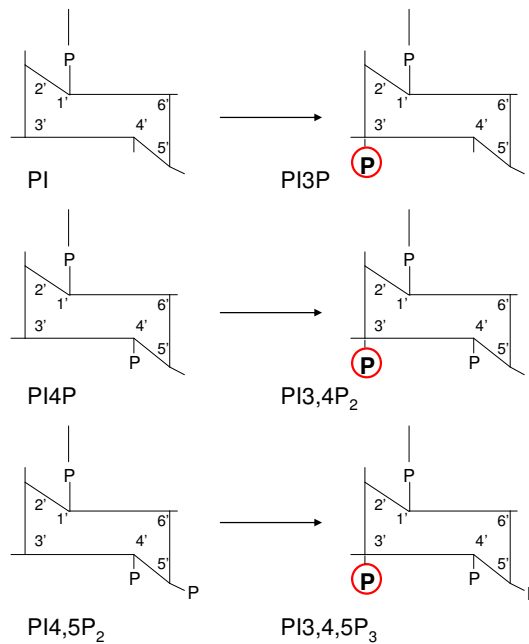 P P
2' 1' 6' 2' 1' 6'
3' 4' 5' 3' 4' 5'
P
PI PI3P
P P
2' 1' 6' 2' 1' 6'
3' 4' 5' 3' 4' 5'
P P P
PI4P PI3,4P₂
P P
2' 1' 6' 2' 1' 6'
3' 4' 5' 3' 4' 5'
P P P P
PI4,5P₂ PI3,4,5P₃